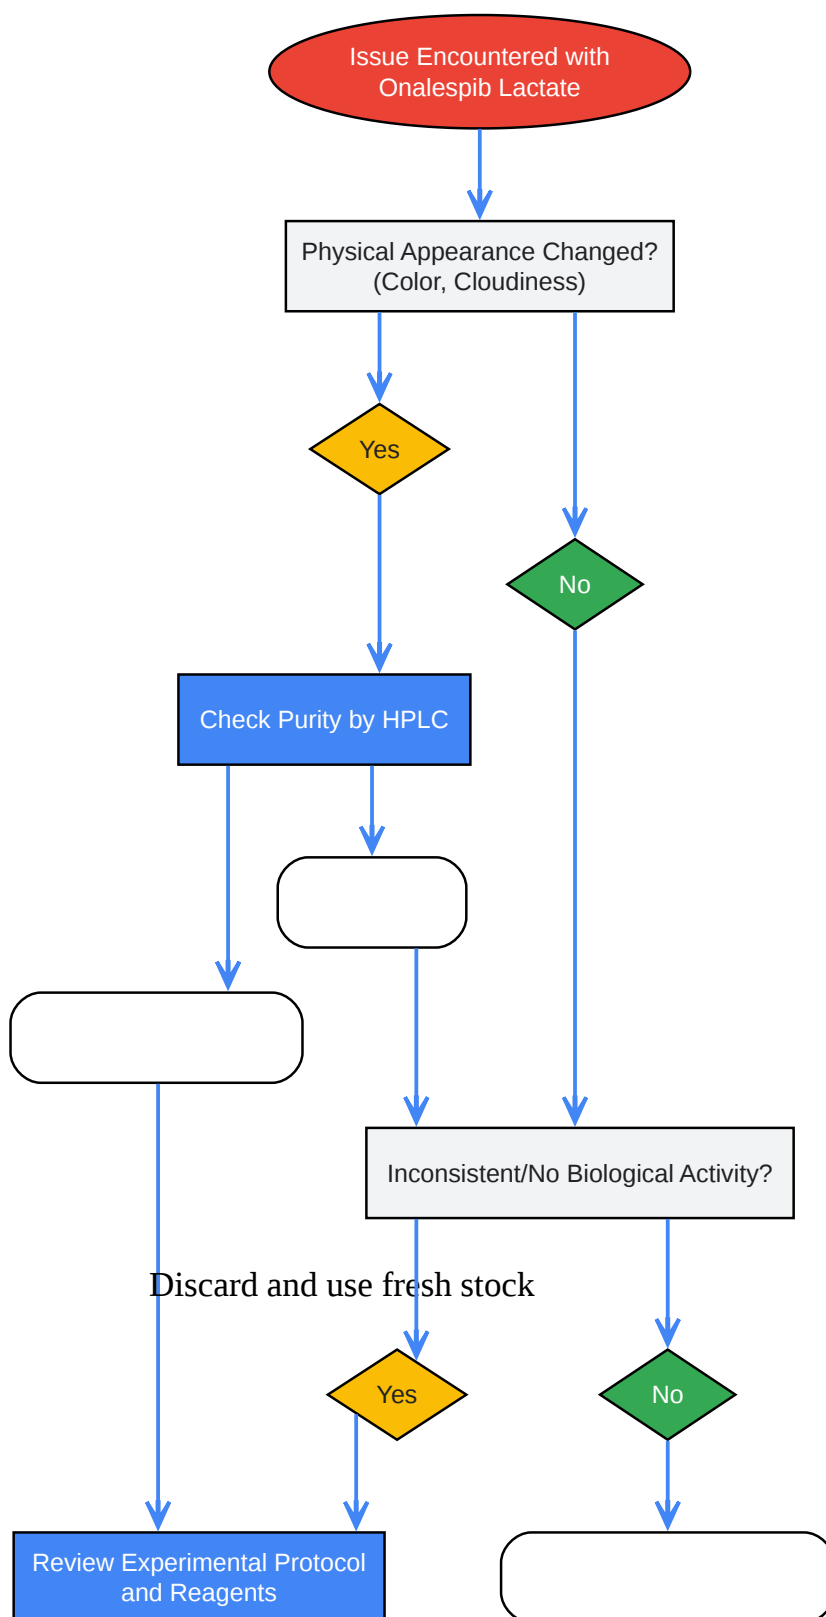 Issue Encountered with
Onalespib Lactate
Physical Appearance Changed?
(Color, Cloudiness)
Yes
No
Check Purity by HPLC
Inconsistent/No Biological Activity?
Discard and use fresh stock
Yes
No
Review Experimental Protocol
and Reagents